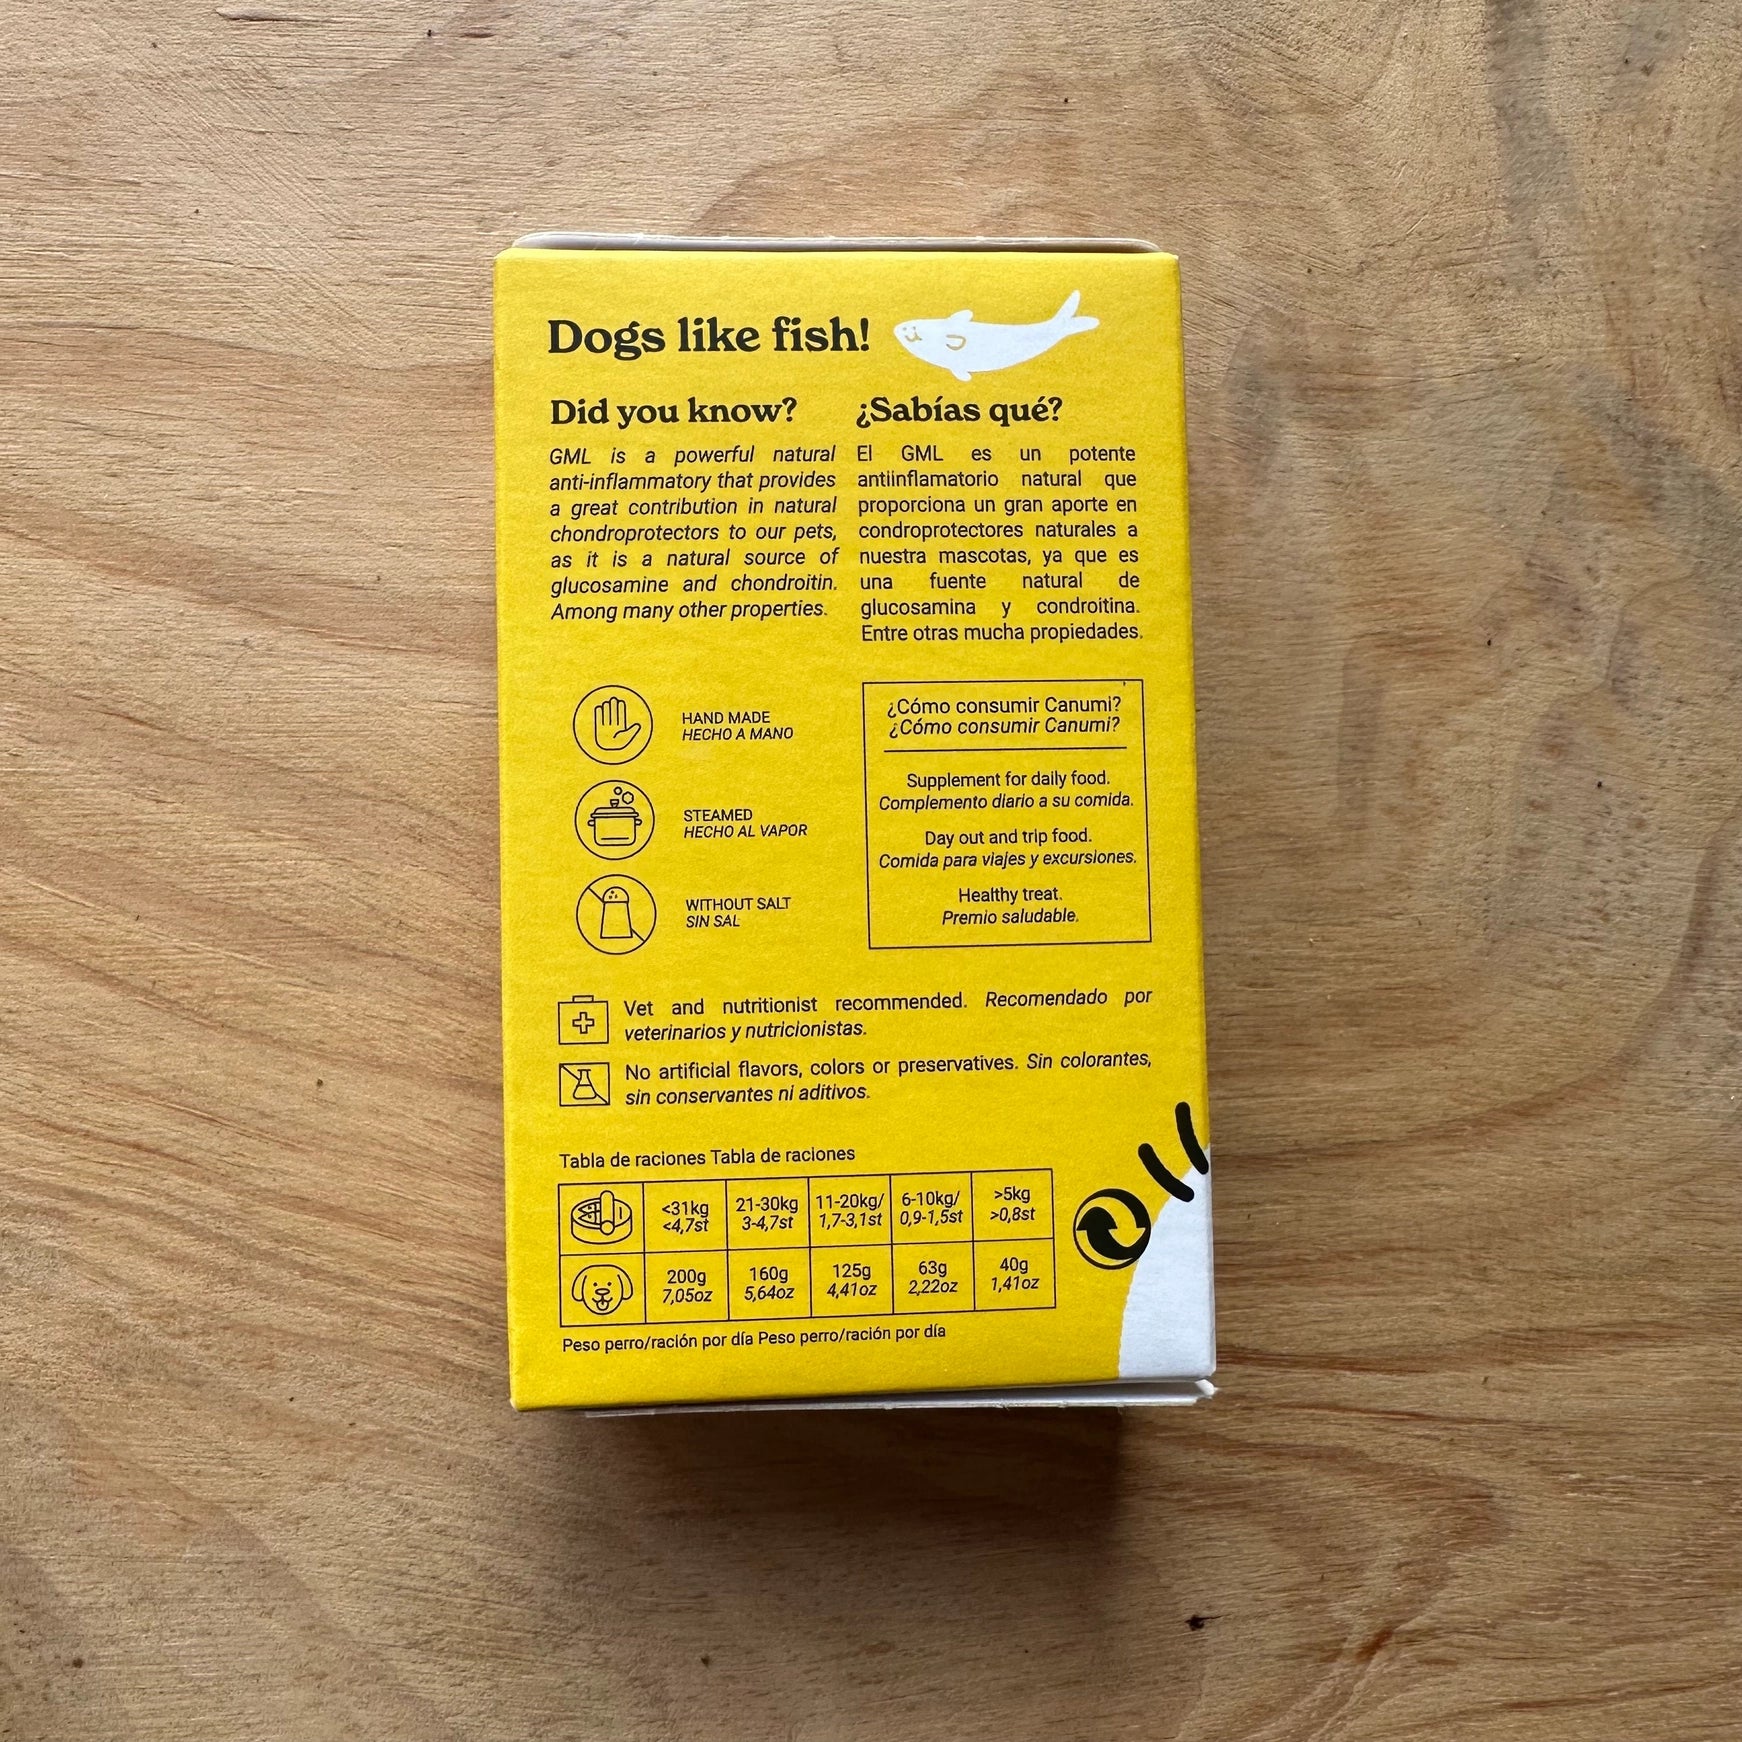 Dogs like fish!
Did you know?
GML is a powerful natural
anti-inflammatory that provides
a great contribution in natural
chondroprotectors to our pets,
as it is a natural source of
glucosamine and chondroitin.
Among many other properties.
¿Sabías qué?
El GML es un potente
antiinflamatorio natural que
proporciona un gran aporte en
condroprotectores naturales a
nuestra mascotas, ya que es
una fuente natural de
glucosamina y condroitina.
Entre otras mucha propiedades.
HAND MADE
HECHO A MANO
STEAMED
HECHO AL VAPOR
WITHOUT SALT
SIN SAL
¿Cómo consumir Canumi?
¿Cómo consumir Canumi?
Supplement for daily food.
Complemento diario a su comida.
Day out and trip food.
Comida para viajes y excursiones.
Healthy treat.
Premio saludable.
Vet and nutritionist recommended. Recomendado por
veterinarios y nutricionistas.
No artificial flavors, colors or preservatives. Sin colorantes,
sin conservantes ni aditivos.
Tabla de raciones Tabla de raciones
<31kg 21-30kg 11-20kg/ 6-10kg/ >5kg
<4,7st 3-4,7st 1,7-3,1st 0,9-1,5st >0,8st
200g 160g 125g 63g 40g
7,05oz 5,64oz 4,41oz 2,22oz 1,41oz
Peso perro/ración por día Peso perro/ración por día